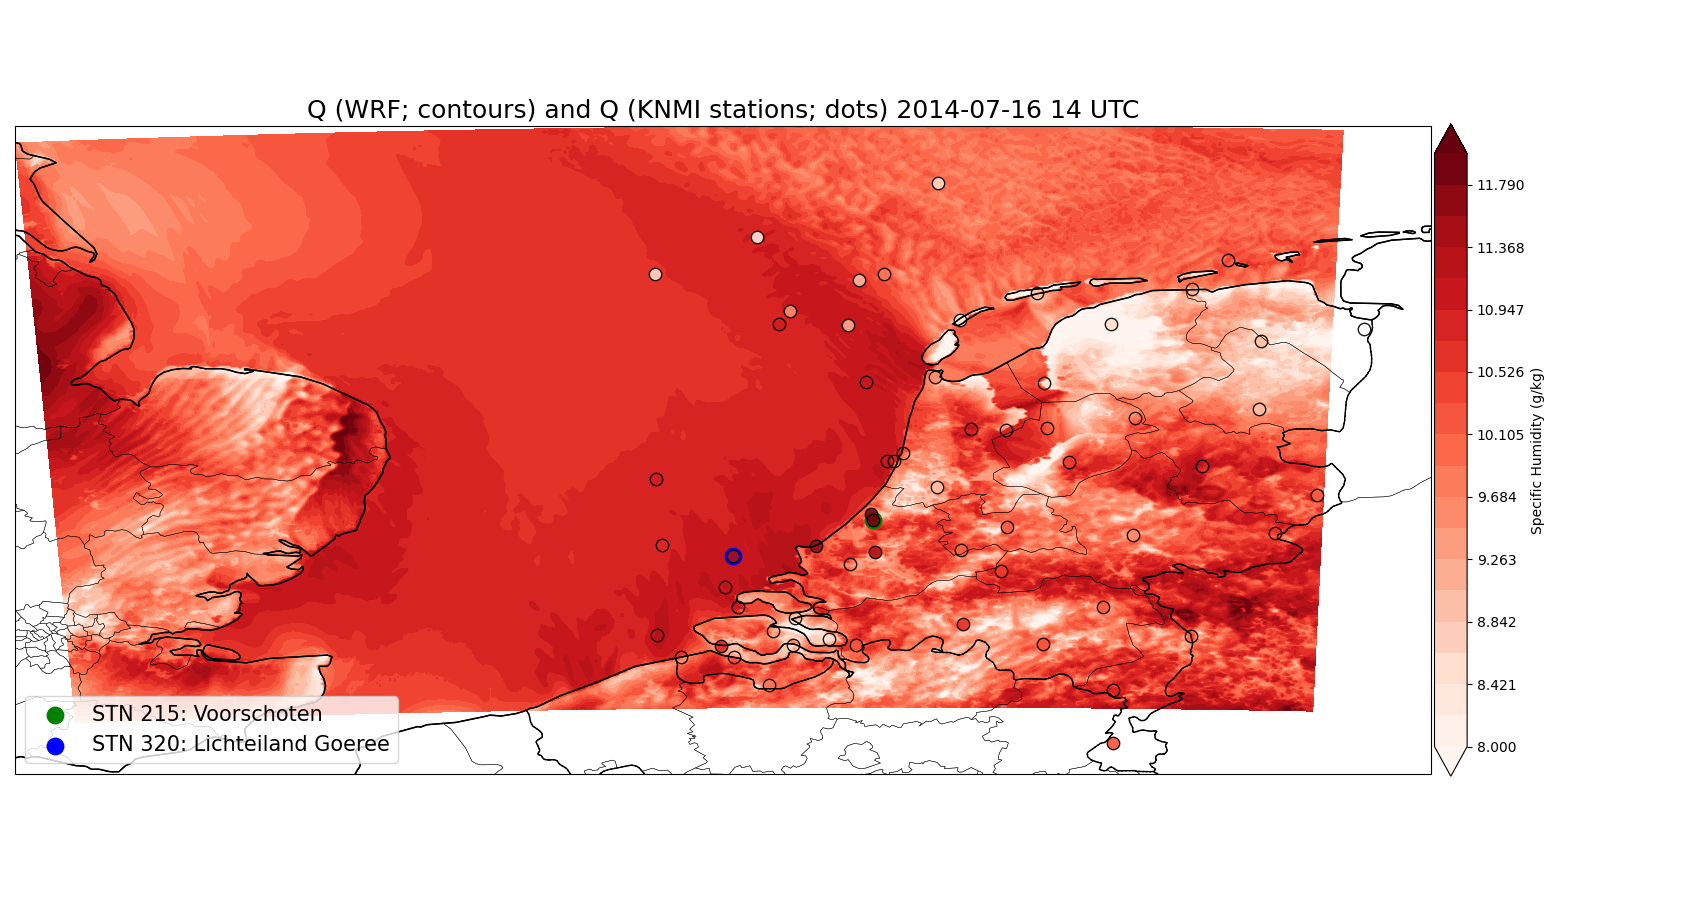 Q (WRF; contours) and Q (KNMI stations; dots) 2014-07-16 14 UTC
11.790
11.368
10.947
10.526
10.105
9.684
9.263
8.842
8.421
8.000
Specific Humidity (g/kg)
STN 215: Voorschoten
STN 320: Lichteiland Goeree